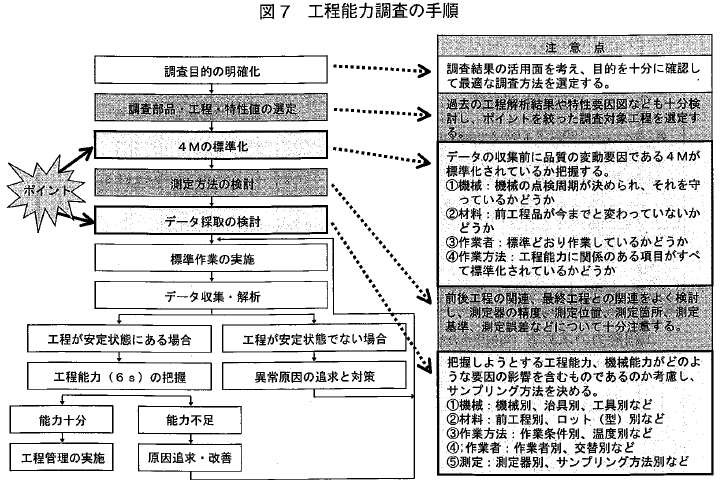 図7 工程能力調査の手順
調査目的の明確化
調査部品・工程・特性値の選定
4Mの標準化
測定方法の検討
データ採取の検討
ポイント
標準作業の実施
データ収集・解析
工程が安定状態にある場合
工程が安定状態でない場合
工程能力(6s)の把握
異常原因の追求と対策
能力十分
能力不足
工程管理の実施
原因追求・改善
注意点
調査結果の活用面を考え、目的を十分に確認し
て最適な調査方法を選定する。
過去の工程解析結果や特性要因図なども十分検
討し、ポイントを絞った調査対象工程を選定す
る。
データの収集前に品質の変動要因である4Mが
標準化されているか把握する。
①機械:機械の点検周期が決められ、それを守
っているかどうか
②材料:前工程品が今までと変わっていないか
どうか
③作業者:標準どおり作業しているかどうか
④作業方法:工程能力に関係のある項目がすべ
て標準化されているかどうか
前後工程の関連、最終工程との関連をよく検討
し、測定器の精度、測定位置、測定箇所、測定
基準、測定誤差などについて十分注意する。
把握しようとする工程能力、機械能力がどのよ
うな要因の影響を含むものであるのか考慮し、
サンプリング方法を決める。
①機械:機械別、治具別、工具別など
②材料:前工程別、ロット(型)別など
③作業方法:作業条件別、温度別など
④作業者:作業者別、交替別など
⑤測定:測定器別、サンプリング方法別など